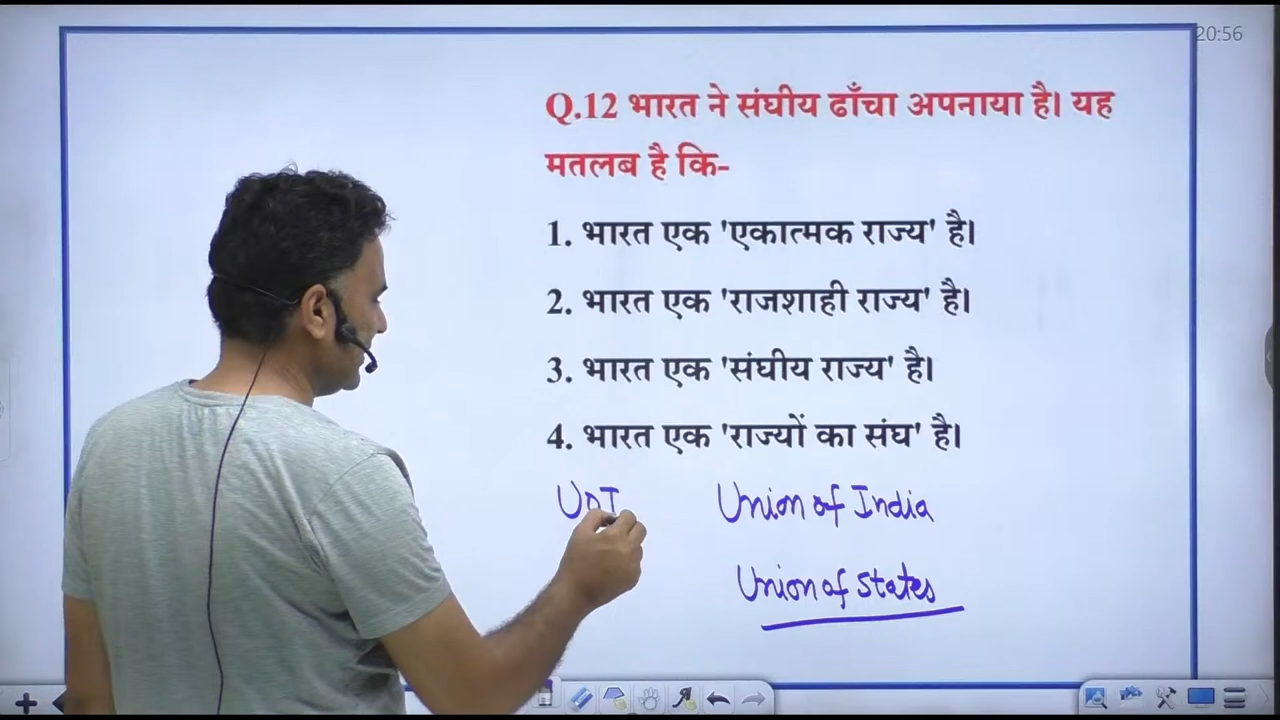 20:56
Q.12 भारत ने संघीय ढाँचा अपनाया है। यह
मतलब है कि-
1. भारत एक 'एकात्मक राज्य' है।
2. भारत एक 'राजशाही राज्य' है।
3. भारत एक 'संघीय राज्य' है।
4. भारत एक 'राज्यों का संघ' है।
Union of India
Union of States